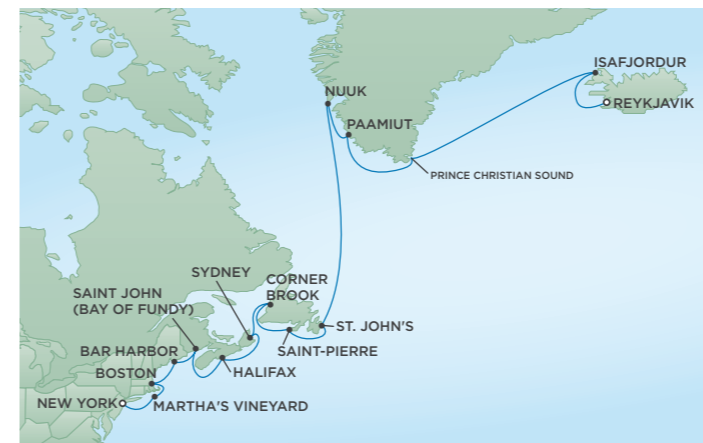 ISAFJORDUR
NUUK
REYKJAVIK
PAAMIUT
PRINCE CHRISTIAN SOUND
SYDNEY
CORNER
BROOK
SAINT JOHN
(BAY OF FUNDY)
ST. JOHN'S
SAINT-PIERRE
BAR HARBOR
HALIFAX
BOSTON
NEW YORK
MARTHA'S VINEYARD